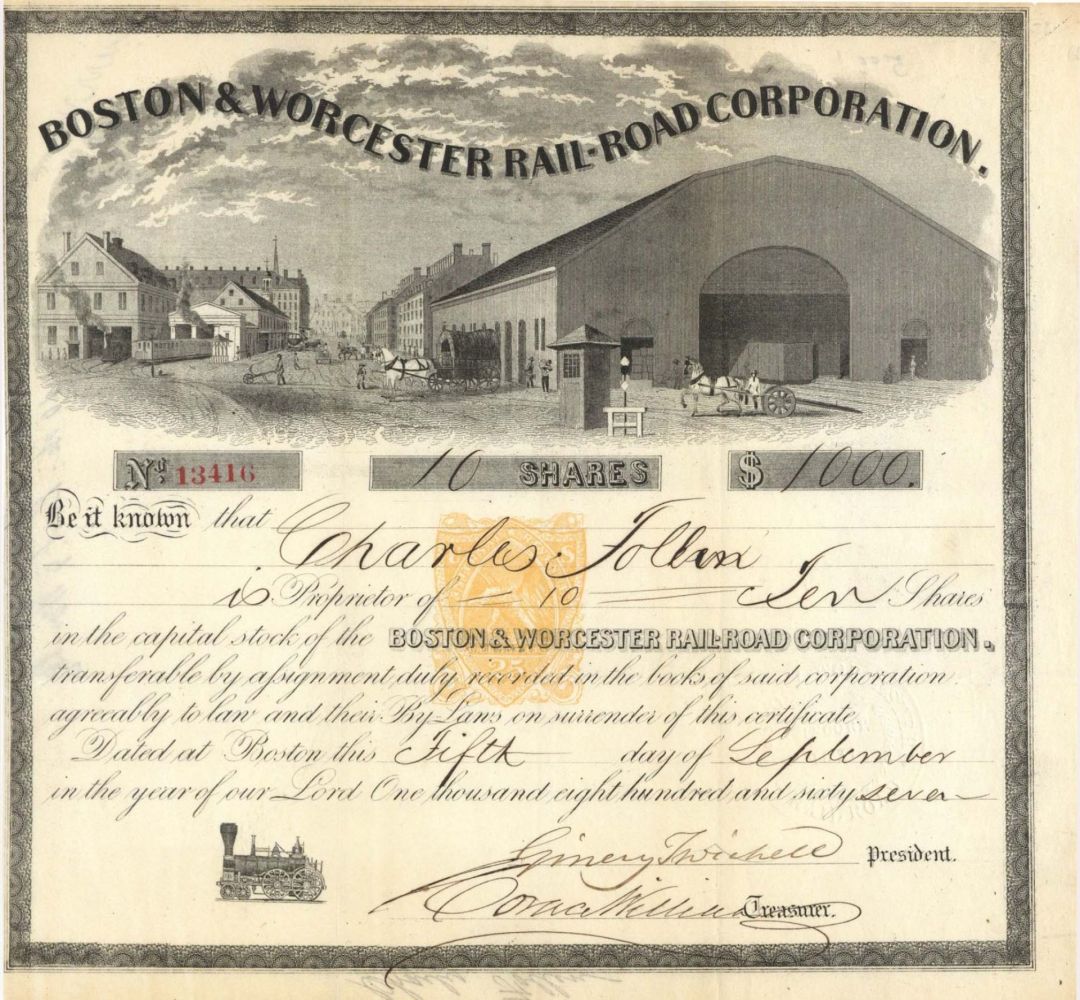 BOSTON & WORCESTER RAIL-ROAD CORPORATION.
No. 13416 10 SHARES $ 1000.
Be it known that
Charles Follen
is Proprietor of — 10 — Ten Shares
in the capital stock of the BOSTON & WORCESTER RAIL-ROAD CORPORATION.
transferable by assignment, duly recorded in the books of said corporation
agreeably to law and their By-Laws on surrender of this certificate.
Dated at Boston this Fifth day of September
in the year of our Lord One thousand eight hundred and sixty seven
Ginery Twichell President.
Treasurer.
25